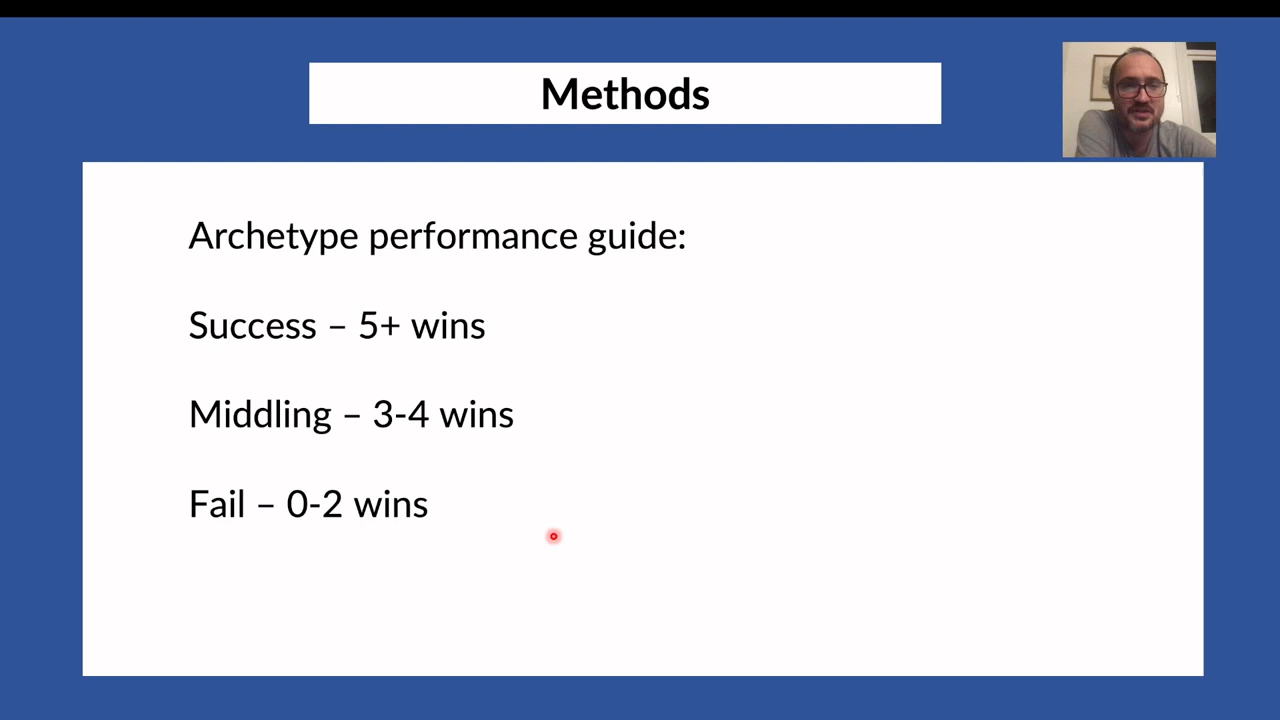 Methods
Archetype performance guide:
Success – 5+ wins
Middling – 3-4 wins
Fail – 0-2 wins